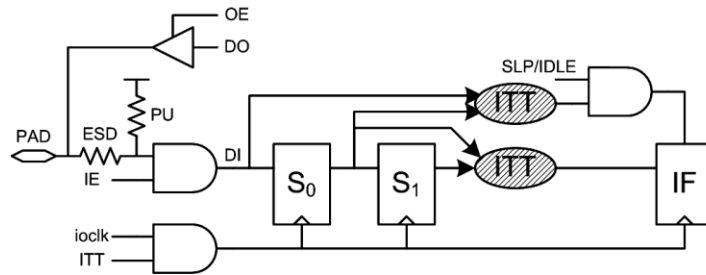 OE
DO
SLP/IDLE
ITT
PU
PAD
ESD
DI
IE
S0
S1
ITT
IF
ioclk
ITT